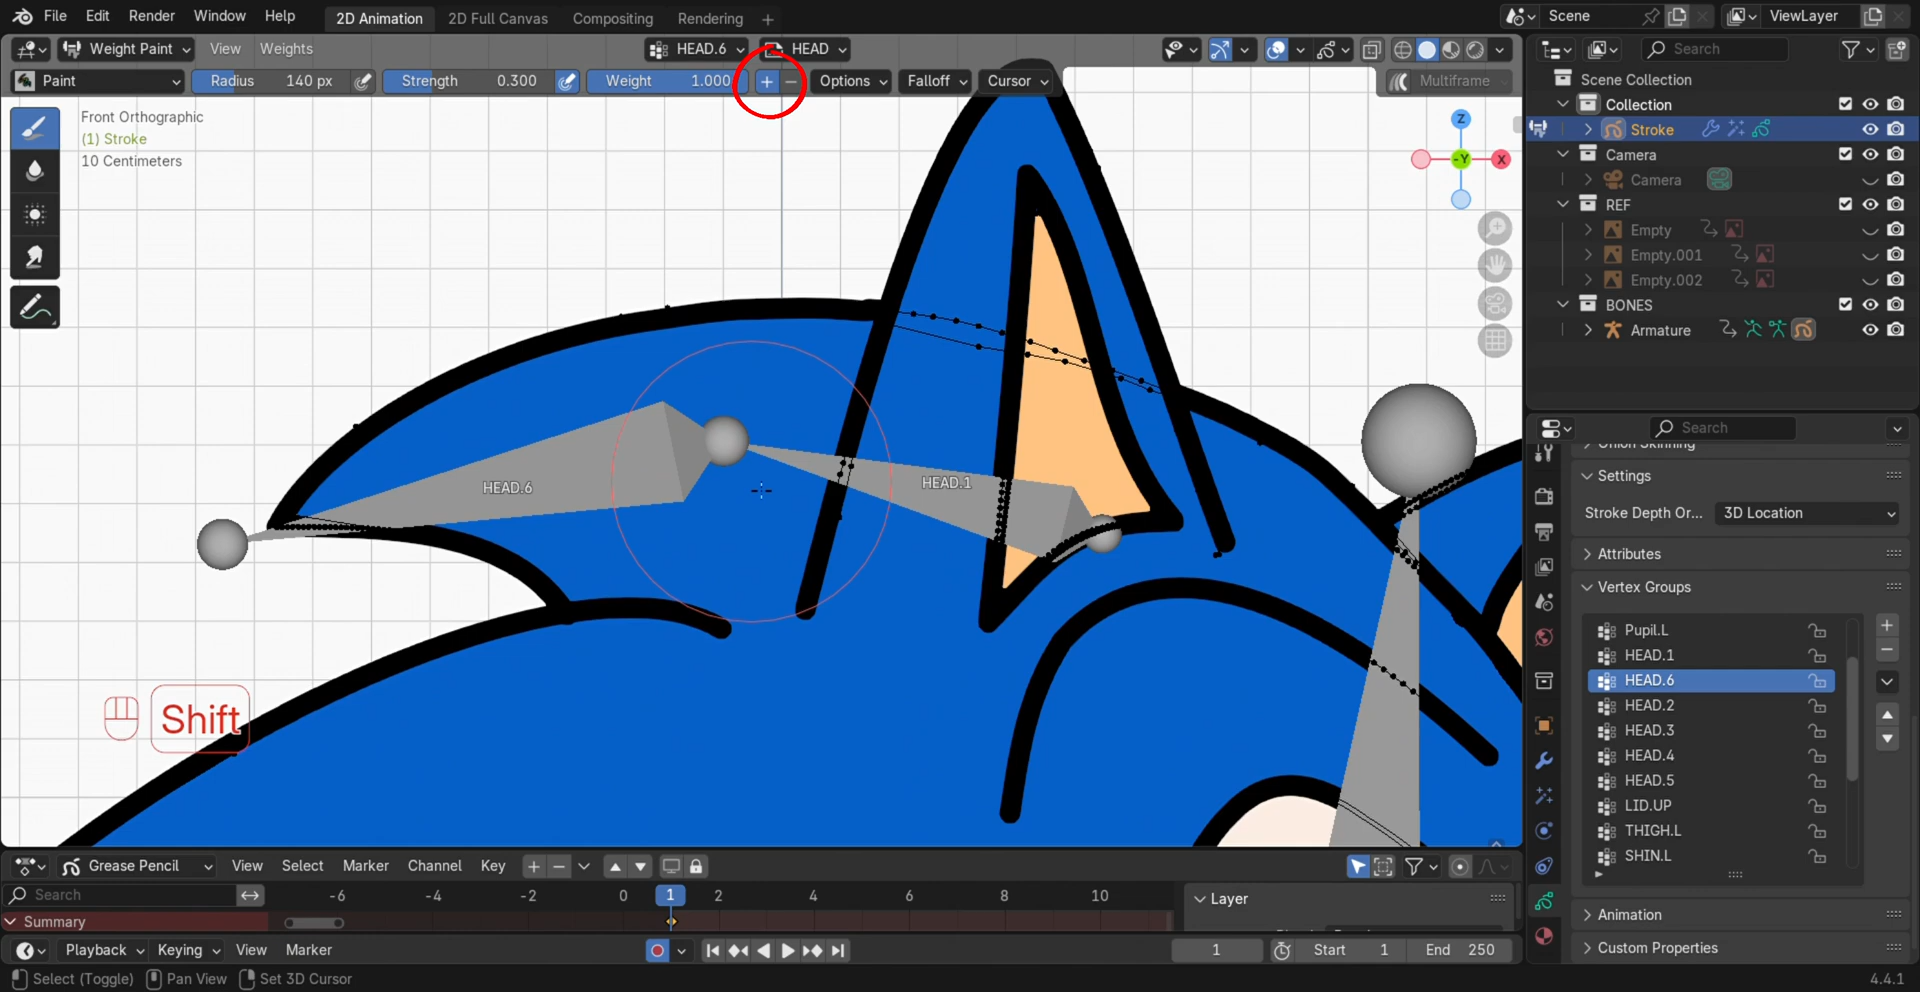 File Edit Render Window Help 2D Animation 2D Full Canvas Compositing Rendering + Scene ViewLayer
Weight Paint View Weights HEAD.6 HEAD Search
Paint Radius 140 px Strength 0.300 Weight 1.000 + − Options Falloff Cursor Multiframe
Front Orthographic
(1) Stroke
10 Centimeters
Z
-Y
X
HEAD.6
HEAD.1
Shift
Scene Collection
Collection
Stroke
Camera
Camera
REF
Empty
Empty.001
Empty.002
BONES
Armature
Search
Onion Skinning
Settings
Stroke Depth Or... 3D Location
Attributes
Vertex Groups
Pupil.L
HEAD.1
HEAD.6
HEAD.2
HEAD.3
HEAD.4
HEAD.5
LID.UP
THIGH.L
SHIN.L
Animation
Custom Properties
Grease Pencil View Select Marker Channel Key
Search -6 -4 -2 0 1 2 4 6 8 10
Layer
Summary
Playback Keying View Marker 1 Start 1 End 250
Select (Toggle) Pan View Set 3D Cursor 4.4.1